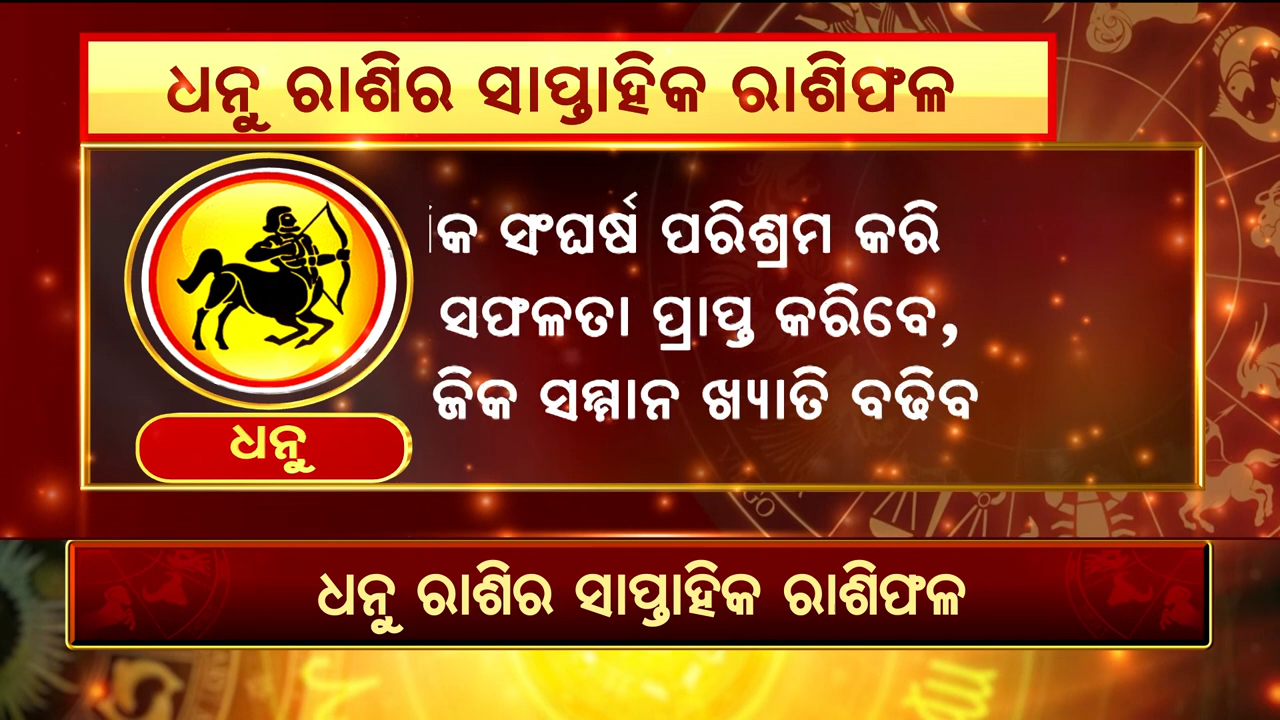 ଧନୁ ରାଶିର ସାପ୍ତାହିକ ରାଶିଫଳ
ସଂଘର୍ଷ ପରିଶ୍ରମ କରି
ସଫଳତା ପ୍ରାପ୍ତ କରିବେ,
ଜିକ ସମ୍ମାନ ଖ୍ୟାତି ବଢିବ
ଧନୁ
ଧନୁ ରାଶିର ସାପ୍ତାହିକ ରାଶିଫଳ